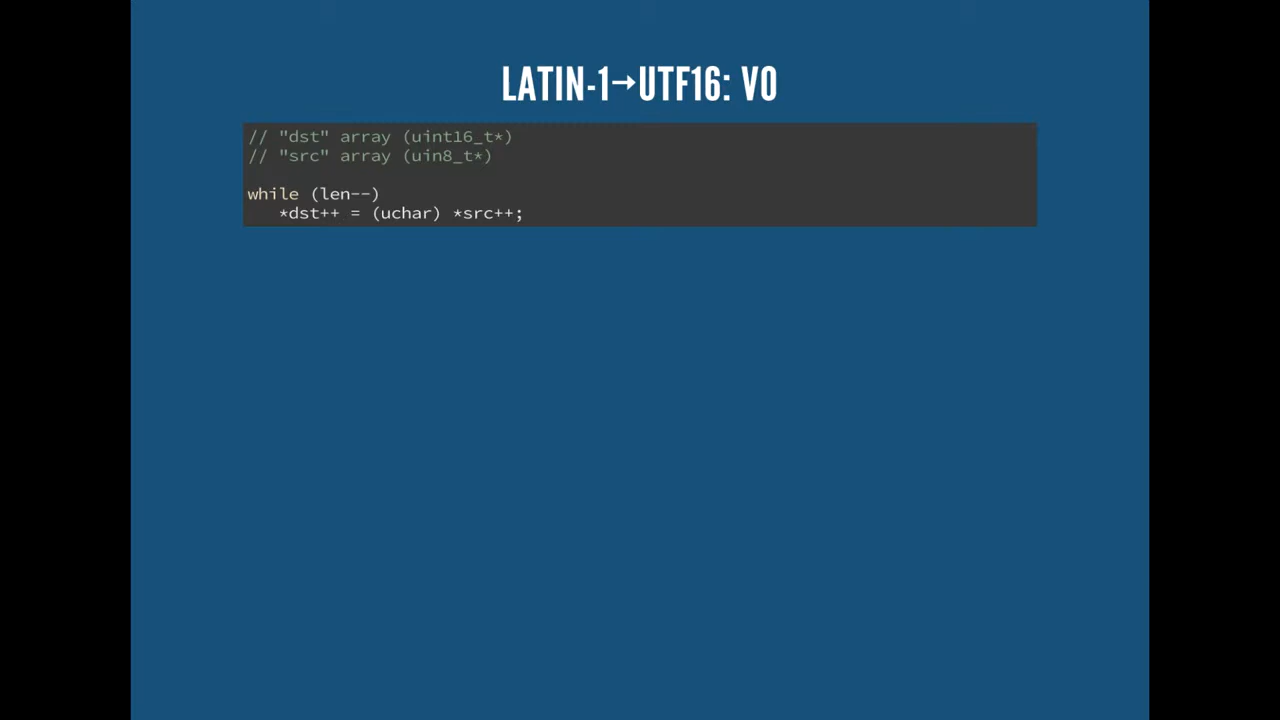 LATIN-1→UTF16: V0
// "dst" array (uint16_t*)
// "src" array (uin8_t*)
while (len--)
*dst++ = (uchar) *src++;